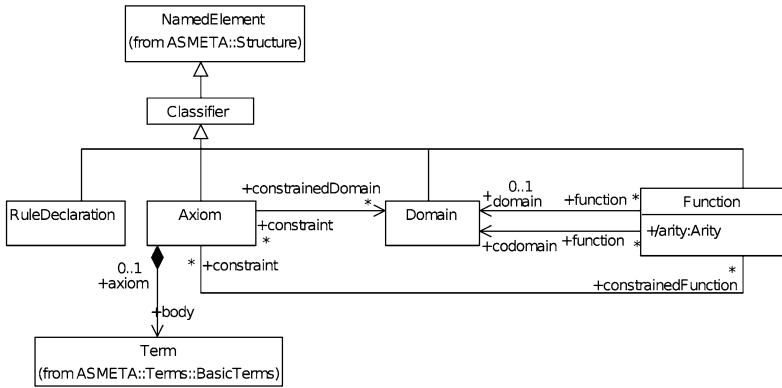 NamedElement
(from ASMETA::Structure)
Classifier
RuleDeclaration
Axiom
+constrainedDomain
*
+constraint
*
Domain
+
domain
0..1
+function
*
+codomain
+function
*
Function
+/arity:Arity
0..1
+axiom
*
+constraint
*
+constrainedFunction
+body
Term
(from ASMETA::Terms::BasicTerms)